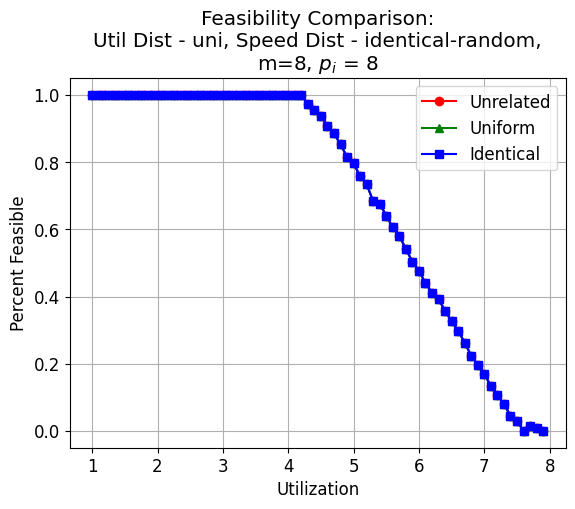 Feasibility Comparison:
Util Dist - uni, Speed Dist - identical-random,
m=8, pᵢ = 8
1.0
0.8
0.6
0.4
0.2
0.0
Percent Feasible
Unrelated
Uniform
Identical
1 2 3 4 5 6 7 8
Utilization